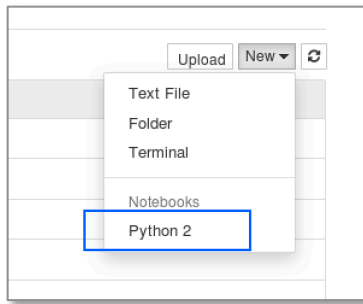 Upload New
Text File
Folder
Terminal
Notebooks
Python 2